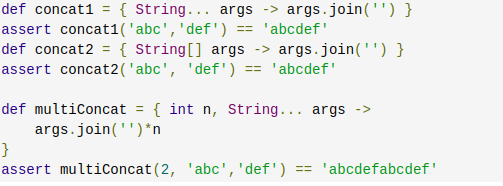 def concat1 = { String... args -> args.join('') }
assert concat1('abc','def') == 'abcdef'
def concat2 = { String[] args -> args.join('') }
assert concat2('abc', 'def') == 'abcdef'

def multiConcat = { int n, String... args ->
    args.join('')*n
}
assert multiConcat(2, 'abc','def') == 'abcdefabcdef'